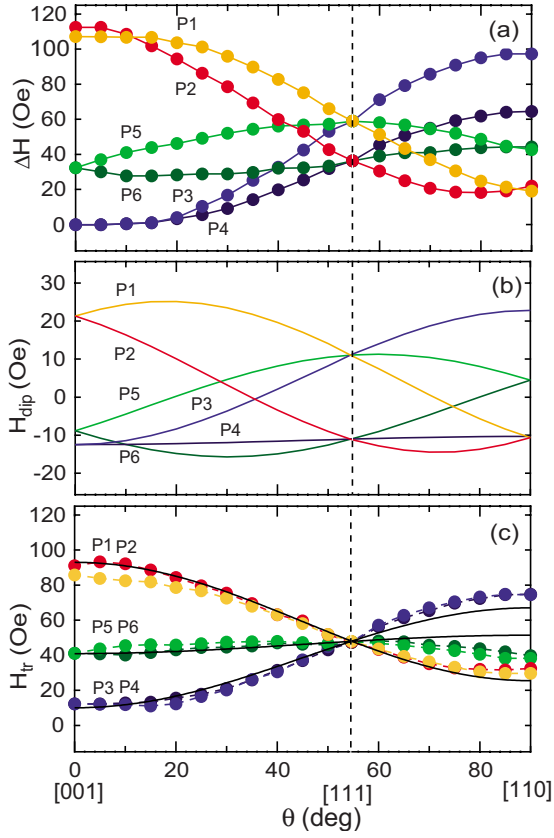 120
100
80
60
40
20
0
ΔH (Oe)
(a)
P1
P2
P5
P6
P3
P4
30
20
10
0
-10
-20
H_dip (Oe)
(b)
P1
P2
P5
P3
P4
P6
120
100
80
60
40
20
0
H_tr (Oe)
(c)
P1 P2
P5 P6
P3 P4
0 20 40 60 80
[001] [111] [110]
θ (deg)